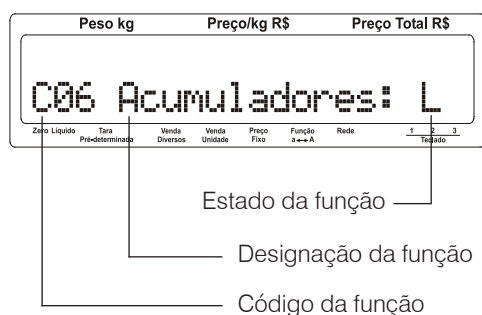 Peso kg Preço/kg R$ Preço Total R$
C06 Acumuladores: L
Zero Líquido Tara Pré-determinada Venda Diversos Venda Unidade Preço Fixo Função a↔A Rede 1 2 3 Teclado
Estado da função
Designação da função
Código da função